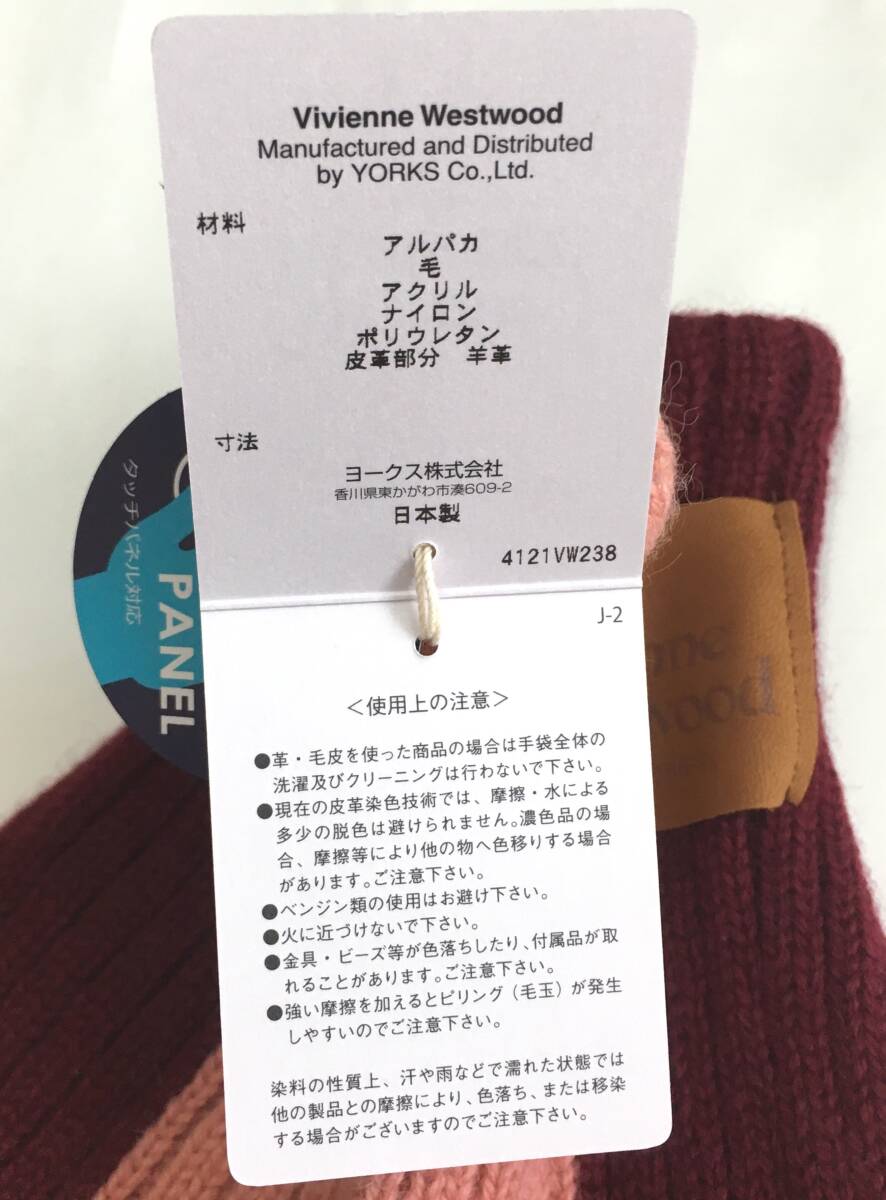 Vivienne Westwood
Manufactured and Distributed
by YORKS Co.,Ltd.
材料
アルパカ
毛
アクリル
ナイロン
ポリウレタン
皮革部分 羊革
寸法
ヨークス株式会社
香川県東かがわ市湊609-2
日本製
4121VW238
J-2
＜使用上の注意＞
●革・毛皮を使った商品の場合は手袋全体の
洗濯及びクリーニングは行わないで下さい。
●現在の皮革染色技術では、摩擦・水による
多少の脱色は避けられません。濃色品の場
合、摩擦等により他の物へ色移りする場合
があります。ご注意下さい。
●ベンジン類の使用はお避け下さい。
●火に近づけないで下さい。
●金具・ビーズ等が色落ちしたり、付属品が取
れることがあります。ご注意下さい。
●強い摩擦を加えるとピリング（毛玉）が発生
しやすいのでご注意下さい。
染料の性質上、汗や雨などで濡れた状態では
他の製品との摩擦により、色落ち、または移染
する場合がございますのでご注意下さい。
タッチパネル対応
PANEL